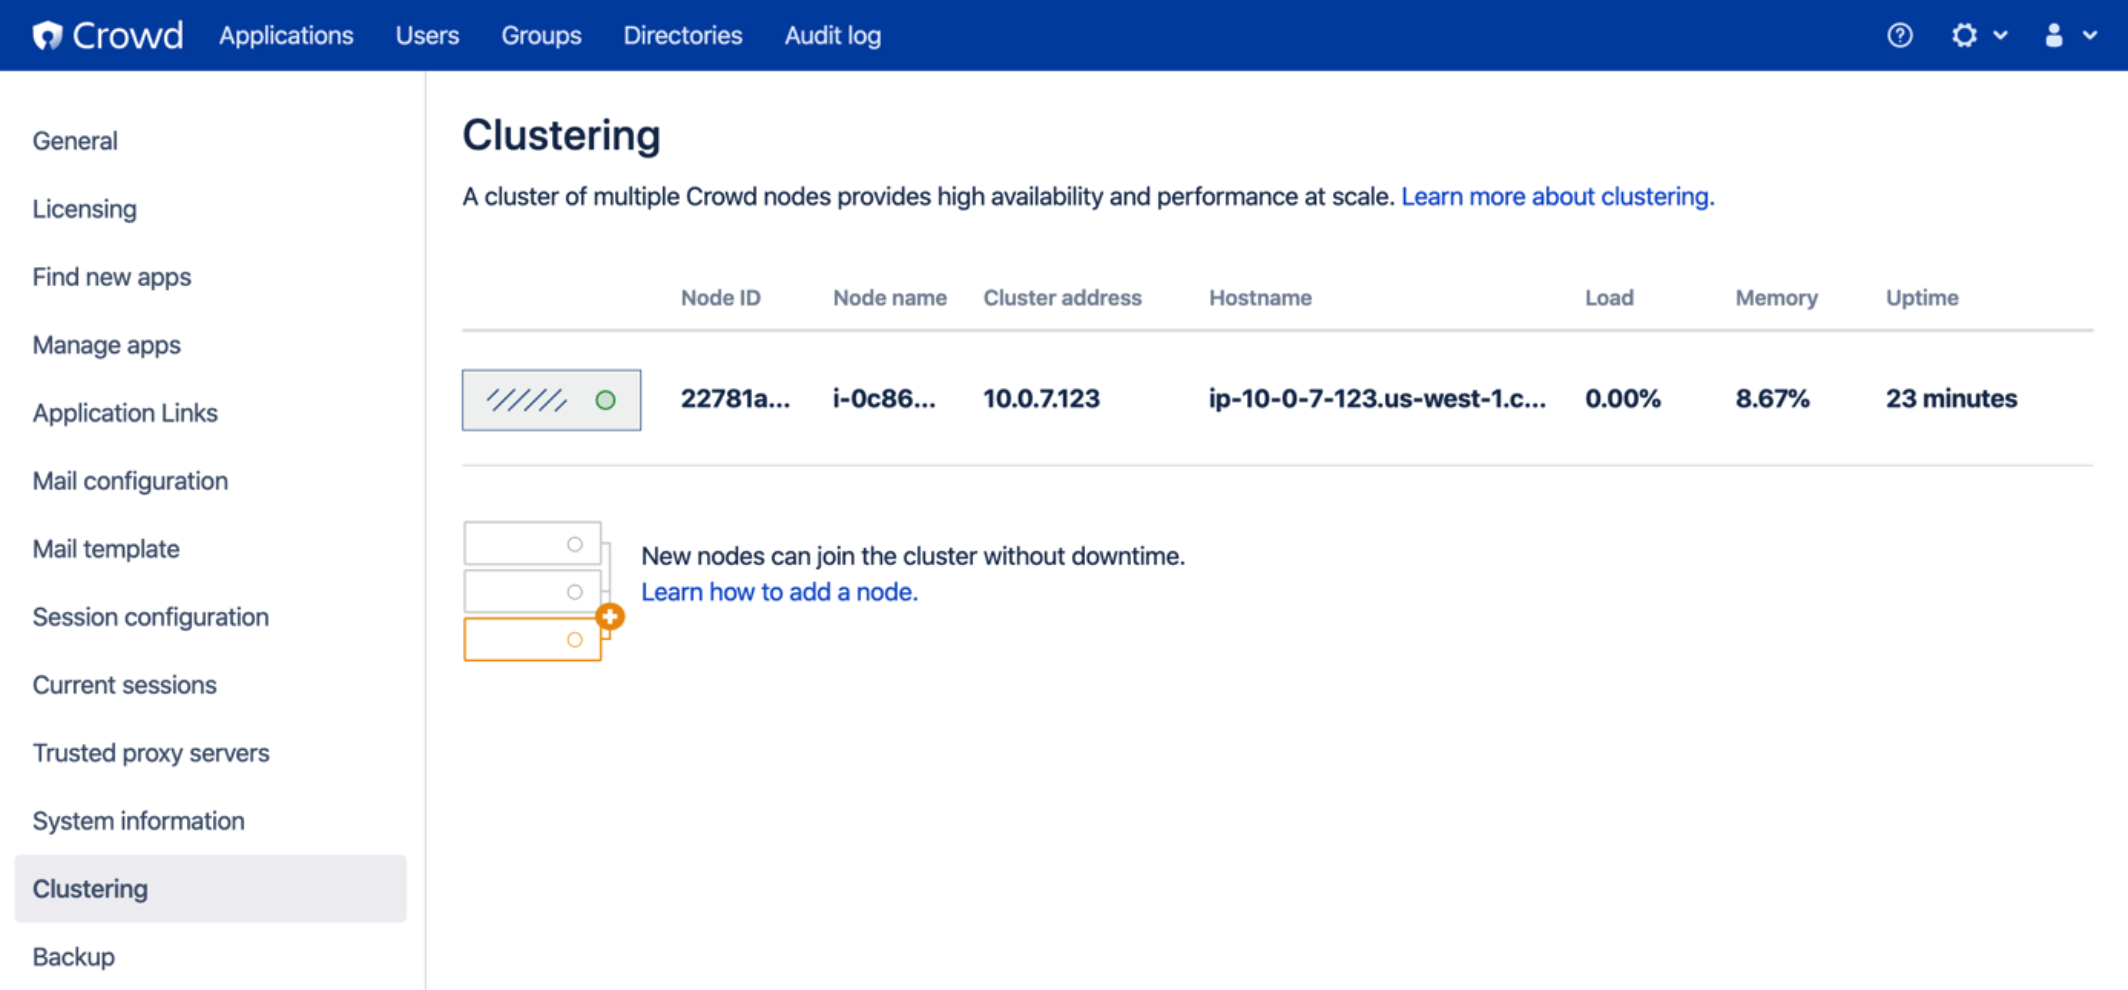 Crowd Applications Users Groups Directories Audit log
General
Licensing
Find new apps
Manage apps
Application Links
Mail configuration
Mail template
Session configuration
Current sessions
Trusted proxy servers
System information
Clustering
Backup
Clustering
A cluster of multiple Crowd nodes provides high availability and performance at scale. Learn more about clustering.
Node ID Node name Cluster address Hostname Load Memory Uptime
22781a... i-0c86... 10.0.7.123 ip-10-0-7-123.us-west-1.c... 0.00% 8.67% 23 minutes
New nodes can join the cluster without downtime.
Learn how to add a node.